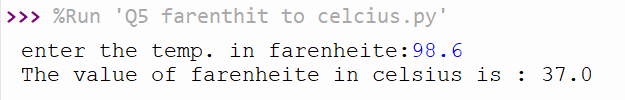 >>> %Run 'Q5 farenthit to celcius.py'
enter the temp. in farenheite:98.6
The value of farenheite in celsius is : 37.0